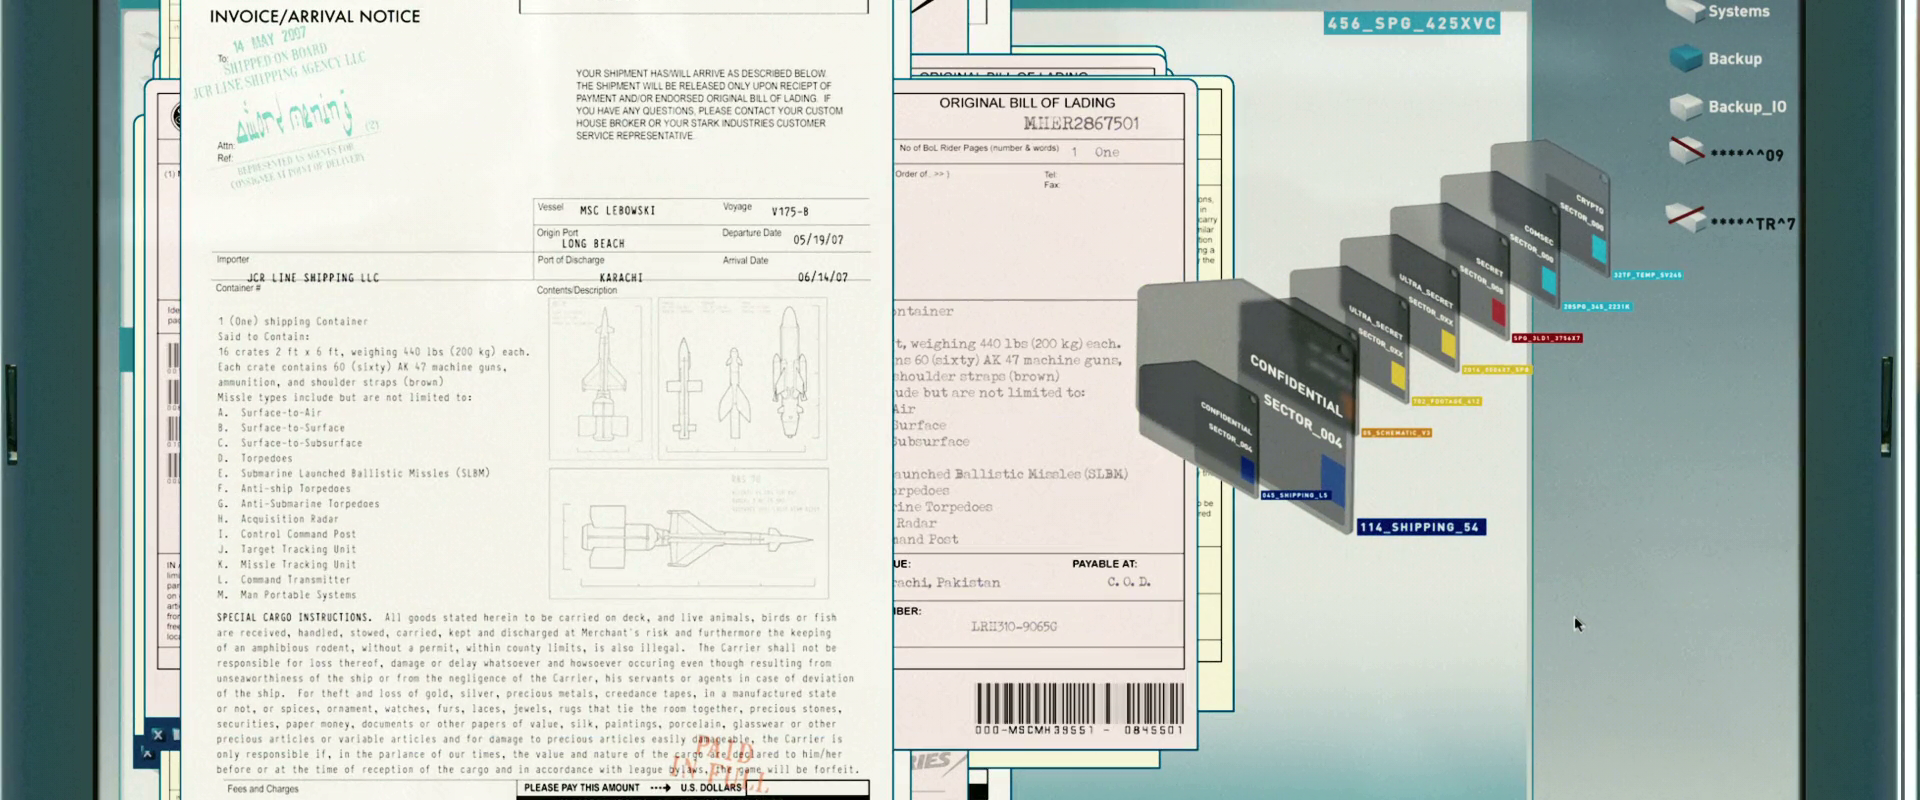 INVOICE/ARRIVAL NOTICE
14 MAY 2007
To:
SHIPPED ON BOARD
JCR LINE SHIPPING AGENCY LLC
Attn:
Ref:
REPRESENTED AS AGENTS FOR
CONSIGNEE AT POINT OF DELIVERY
YOUR SHIPMENT HAS/WILL ARRIVE AS DESCRIBED BELOW.
THE SHIPMENT WILL BE RELEASED ONLY UPON RECIEPT OF
PAYMENT AND/OR ENDORSED ORIGINAL BILL OF LADING. IF
YOU HAVE ANY QUESTIONS, PLEASE CONTACT YOUR CUSTOM
HOUSE BROKER OR YOUR STARK INDUSTRIES CUSTOMER
SERVICE REPRESENTATIVE.
Vessel MSC LEBOWSKI Voyage V175-B
Origin Port LONG BEACH Departure Date 05/19/07
Importer JCR LINE SHIPPING LLC
Port of Discharge KARACHI Arrival Date 06/14/07
Container #
Contents/Description
1 (One) shipping Container
Said to Contain:
16 crates 2 ft x 6 ft, weighing 440 lbs (200 kg) each.
Each crate contains 60 (sixty) AK 47 machine guns,
ammunition, and shoulder straps (brown)
Missle types include but are not limited to:
A. Surface-to-Air
B. Surface-to-Surface
C. Surface-to-Subsurface
D. Torpedoes
E. Submarine Launched Ballistic Missles (SLBM)
F. Anti-ship Torpedoes
G. Anti-Submarine Torpedoes
H. Acquisition Radar
I. Control Command Post
J. Target Tracking Unit
K. Missle Tracking Unit
L. Command Transmitter
M. Man Portable Systems
SPECIAL CARGO INSTRUCTIONS. All goods stated herein to be carried on deck, and live animals, birds or fish
are received, handled, stowed, carried, kept and discharged at Merchant's risk and furthermore the keeping
of an amphibious rodent, without a permit, within county limits, is also illegal. The Carrier shall not be
responsible for loss thereof, damage or delay whatsoever and howsoever occuring even though resulting from
unseaworthiness of the ship or from the negligence of the Carrier, his servants or agents in case of deviation
of the ship. For theft and loss of gold, silver, precious metals, creedance tapes, in a manufactured state
or not, or spices, ornament, watches, furs, laces, jewels, rugs that tie the room together, precious stones,
securities, paper money, documents or other papers of value, silk, paintings, porcelain, glasswear or other
precious articles or variable articles and for damage to precious articles easily damageable, the Carrier is
only responsible if, in the parlance of our times, the value and nature of the cargo are declared to him/her
before or at the time of reception of the cargo and in accordance with league bylaws. The game will be forfeit.
PAID
IN FULL
Fees and Charges
PLEASE PAY THIS AMOUNT U.S. DOLLARS
ORIGINAL BILL OF LADING
ORIGINAL BILL OF LADING
MHER2867501
No of BoL Rider Pages (number & words) 1 One
Order of.. >> )
Tel:
Fax:
ntainer
t, weighing 440 lbs (200 kg) each.
ns 60 (sixty) AK 47 machine guns,
shoulder straps (brown)
ude but are not limited to:
Air
Surface
Subsurface
aunched Ballistic Missles (SLBM)
orpedoes
rine Torpedoes
Radar
mand Post
UE: PAYABLE AT:
rachi, Pakistan C. O. D.
BER:
LRH310-9065G
000-MSCMH39551 - 0845501
RIES
456_SPG_425XVC
Systems
Backup
Backup_IO
****^^09
****^TR^7
CRYPTO
SECTOR_000
32TF_TEMP_SV245
COMSEC
SECTOR_000
SECRET
ULTRA_SECRET
SECTOR_0XX
ULTRA_SECRET
SECTOR_0XX
CONFIDENTIAL
SECTOR_004
114_SHIPPING_54
CONFIDENTIAL
SECTOR_004
045_SHIPPING_L5